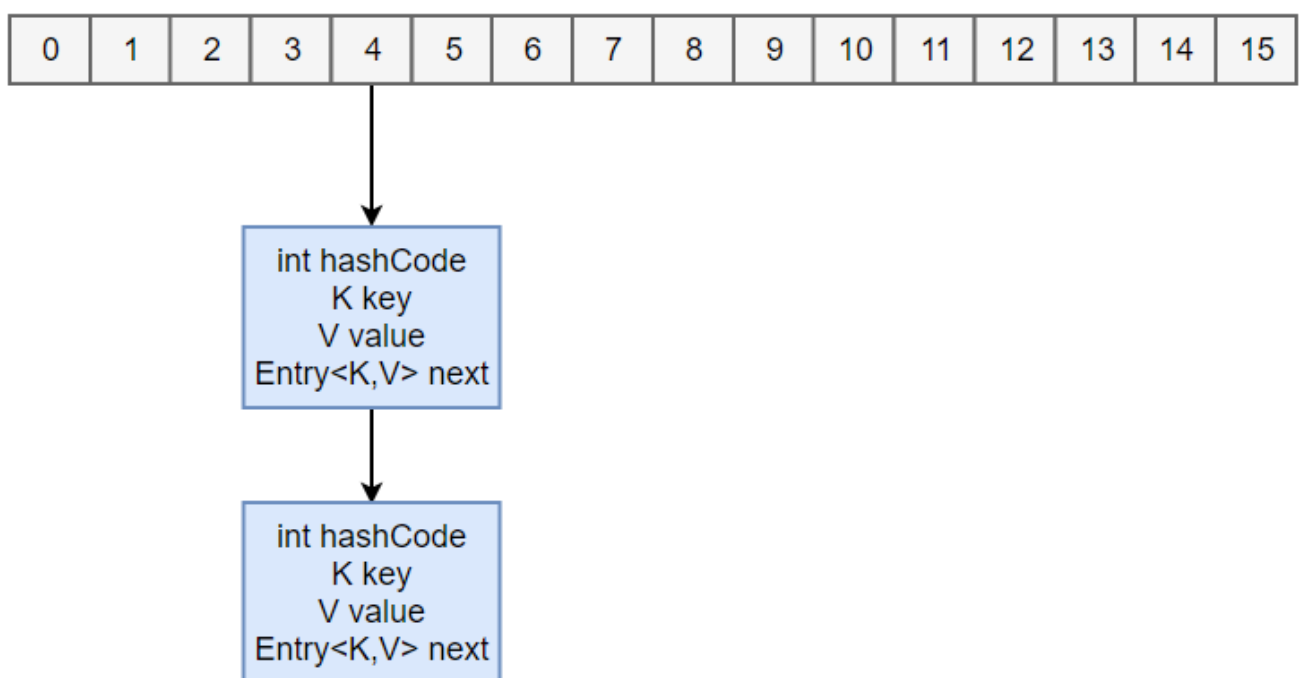 0 1 2 3 4 5 6 7 8 9 10 11 12 13 14 15
int hashCode
K key
V value
Entry<K,V> next
int hashCode
K key
V value
Entry<K,V> next